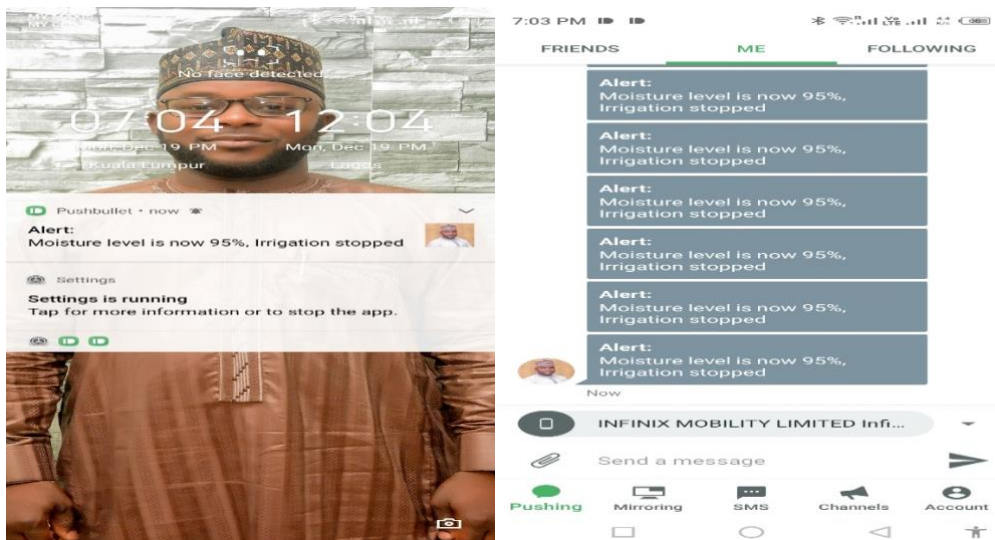 No face detected
07:04
12:04
Mon, Dec 19 PM
Mon, Dec 19 PM
Kuala Lumpur
Lagos
Pushbullet • now
Alert:
Moisture level is now 95%, Irrigation stopped
Settings
Settings is running
Tap for more information or to stop the app.
7:03 PM
FRIENDS
ME
FOLLOWING
Alert:
Moisture level is now 95%,
Irrigation stopped
Alert:
Moisture level is now 95%,
Irrigation stopped
Alert:
Moisture level is now 95%,
Irrigation stopped
Alert:
Moisture level is now 95%,
Irrigation stopped
Alert:
Moisture level is now 95%,
Irrigation stopped
Alert:
Moisture level is now 95%,
Irrigation stopped
Now
INFINIX MOBILITY LIMITED Infi...
Send a message
Pushing
Mirroring
SMS
Channels
Account